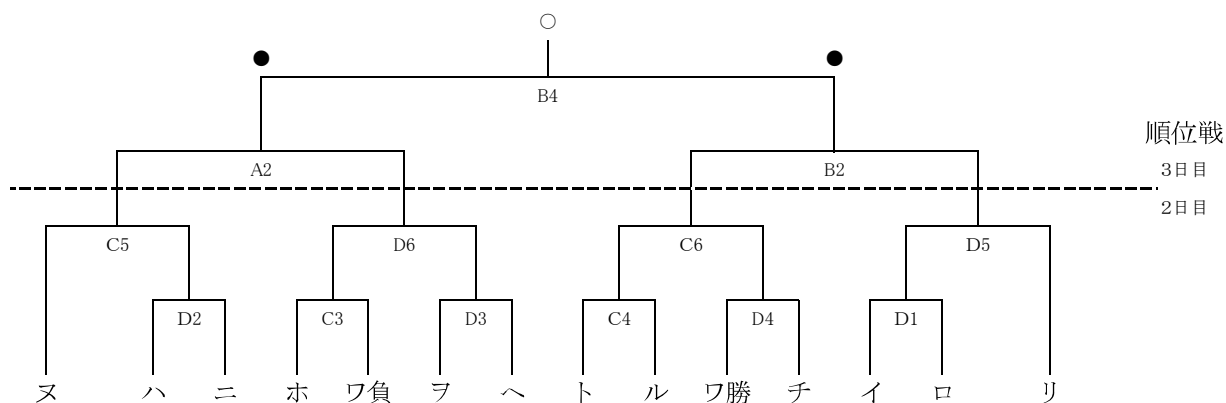 ○
● ●
B4
順位戦
A2 B2 3日目
2日目
C5 D6 C6 D5
D2 C3 D3 C4 D4 D1
ヌ ハ ニ ホ ワ負 ヲ ヘ ト ル ワ勝 チ イ ロ リ